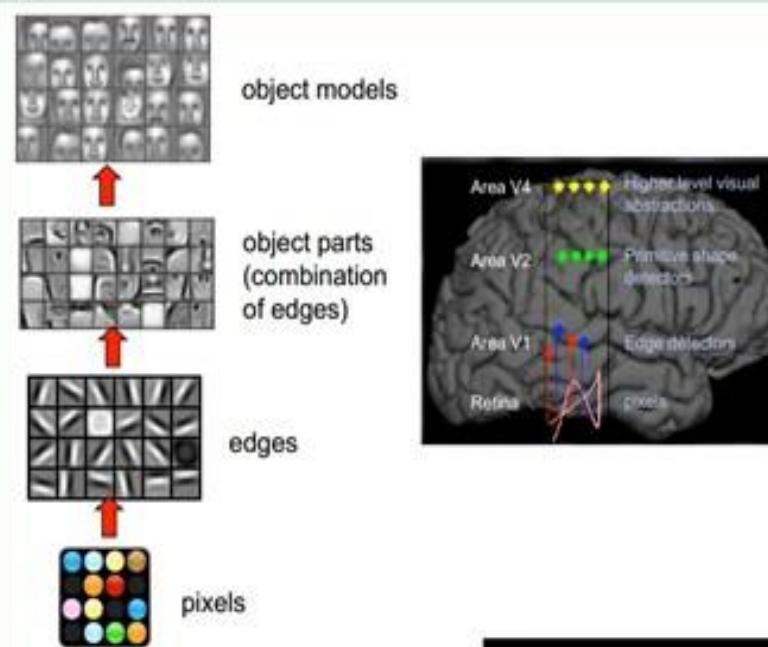 object models
object parts
(combination
of edges)
edges
pixels
Area V4
Higher level visual
abstractions
Area V2
Primitive shape
detectors
Area V1
Edge detectors
Retina
pixels